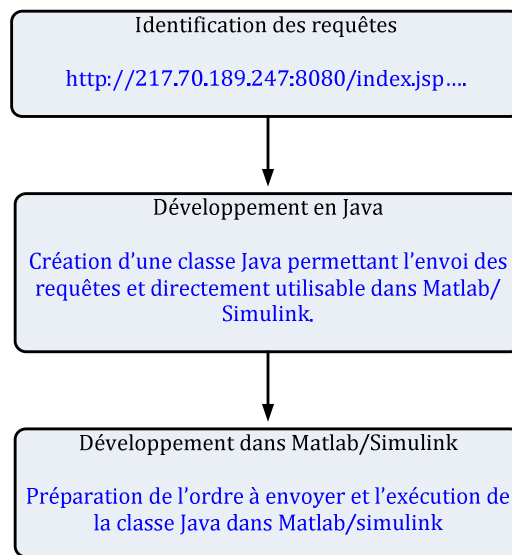 Identification des requêtes
http://217.70.189.247:8080/index.jsp....
Développement en Java
Création d’une classe Java permettant l’envoi des
requêtes et directement utilisable dans Matlab/
Simulink.
Développement dans Matlab/Simulink
Préparation de l’ordre à envoyer et l’exécution de
la classe Java dans Matlab/simulink